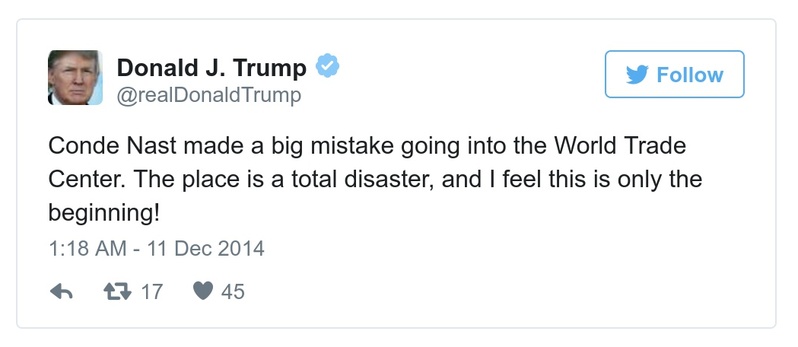 Donald J. Trump
@realDonaldTrump
Follow
Conde Nast made a big mistake going into the World Trade
Center. The place is a total disaster, and I feel this is only the
beginning!
1:18 AM - 11 Dec 2014
17 45